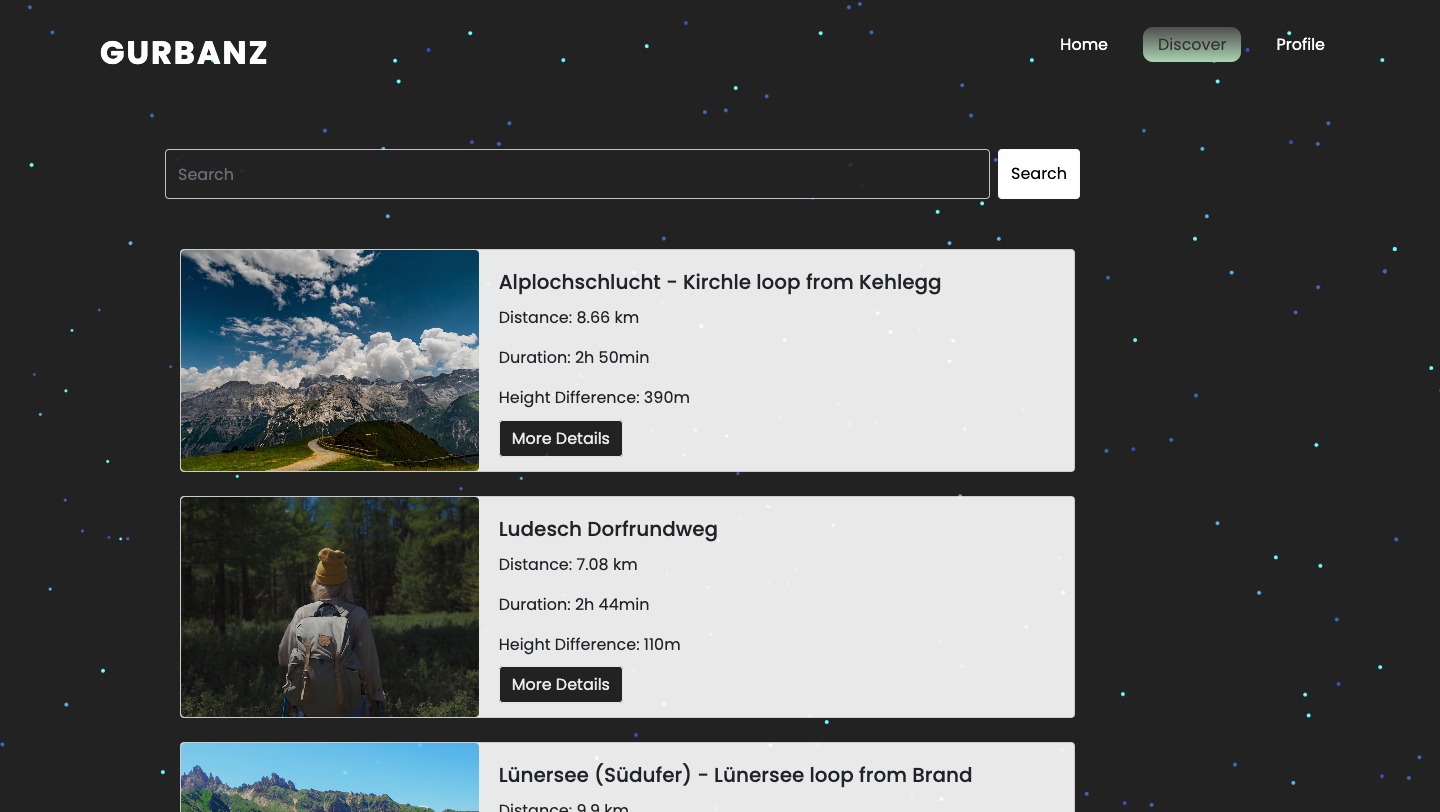 GURBANZ
Home
Discover
Profile
Search
Search
Alplochschlucht - Kirchle loop from Kehlegg
Distance: 8.66 km
Duration: 2h 50min
Height Difference: 390m
More Details
Ludesch Dorfrundweg
Distance: 7.08 km
Duration: 2h 44min
Height Difference: 110m
More Details
Lünersee (Südufer) - Lünersee loop from Brand
Distance: 9.9 km